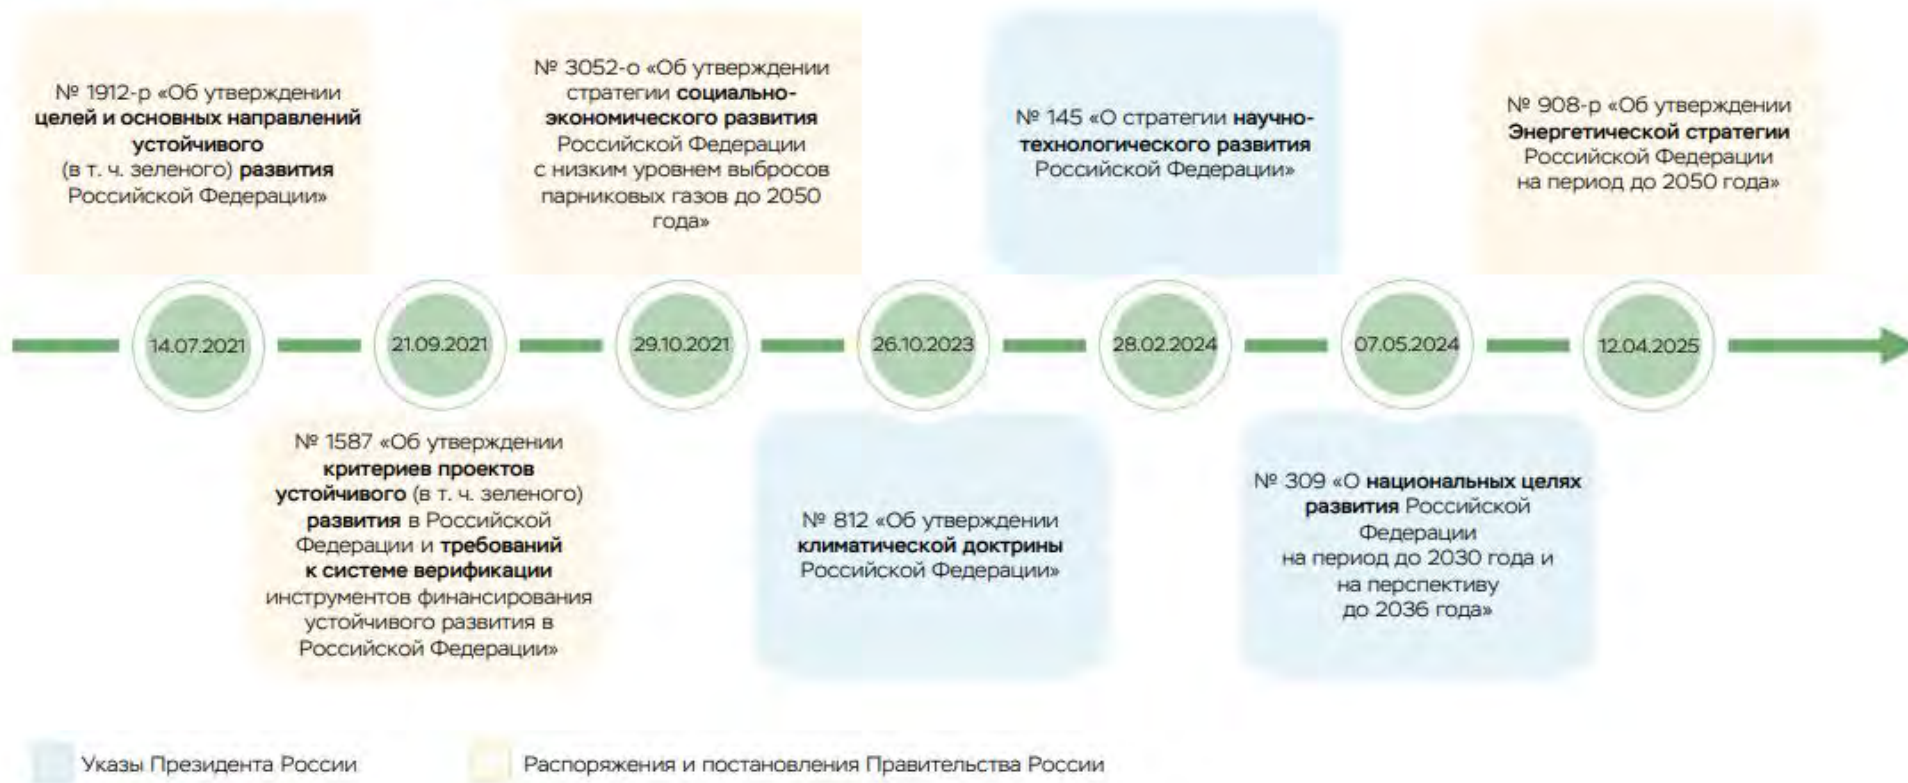 № 1912-р «Об утверждении
целей и основных направлений
устойчивого
(в т. ч. зеленого) развития
Российской Федерации»
№ 3052-о «Об утверждении
стратегии социально-
экономического развития
Российской Федерации
с низким уровнем выбросов
парниковых газов до 2050
года»
№ 145 «О стратегии научно-
технологического развития
Российской Федерации»
№ 908-р «Об утверждении
Энергетической стратегии
Российской Федерации
на период до 2050 года»
14.07.2021
21.09.2021
29.10.2021
26.10.2023
28.02.2024
07.05.2024
12.04.2025
№ 1587 «Об утверждении
критериев проектов
устойчивого (в т. ч. зеленого)
развития в Российской
Федерации и требований
к системе верификации
инструментов финансирования
устойчивого развития в
Российской Федерации»
№ 812 «Об утверждении
климатической доктрины
Российской Федерации»
№ 309 «О национальных целях
развития Российской
Федерации
на период до 2030 года и
на перспективу
до 2036 года»
Указы Президента России
Распоряжения и постановления Правительства России